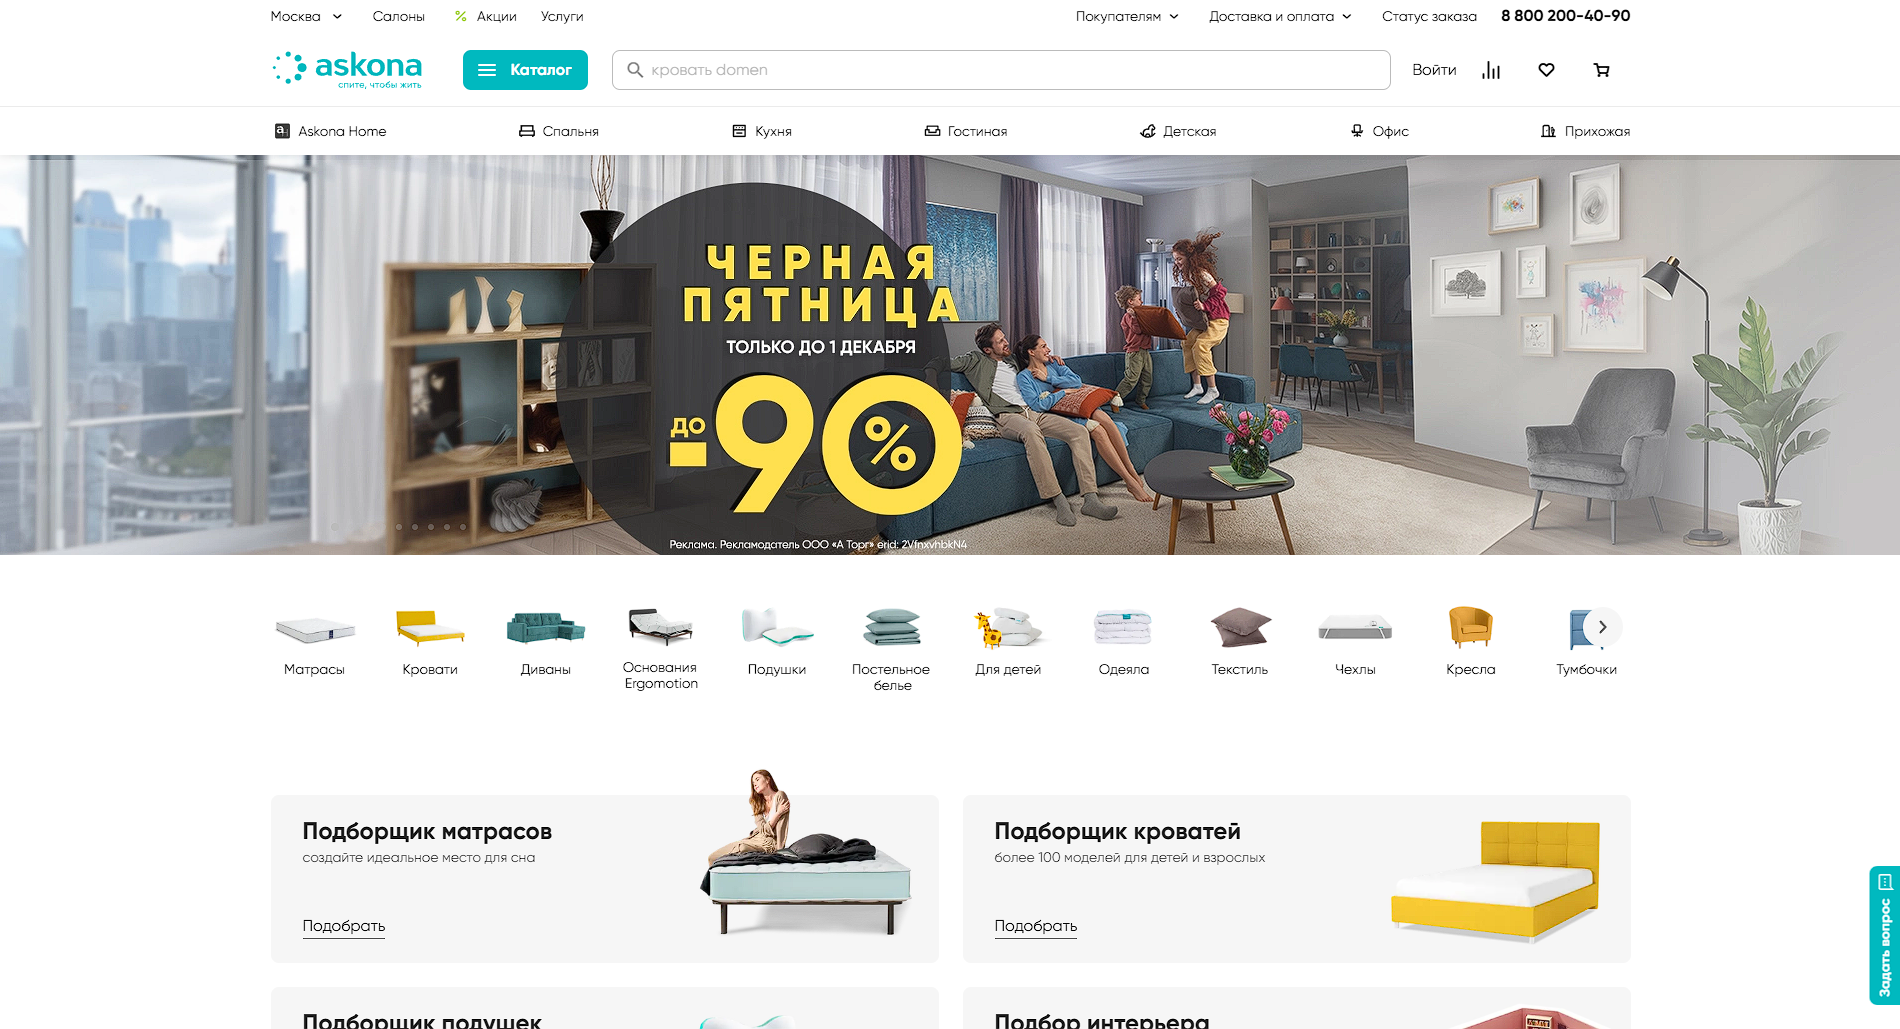 Москва Салоны % Акции Услуги Покупателям Доставка и оплата Статус заказа 8 800 200-40-90
askona
спите, чтобы жить
Каталог
кровать domen
Войти
Askona Home Спальня Кухня Гостиная Детская Офис Прихожая
ЧЕРНАЯ
ПЯТНИЦА
ТОЛЬКО ДО 1 ДЕКАБРЯ
ДО
-90%
Реклама. Рекламодатель ООО «А Торг» erid: 2VfnxvhbkN4
Матрасы
Кровати
Диваны
Основания
Ergomotion
Подушки
Постельное
белье
Для детей
Одеяла
Текстиль
Чехлы
Кресла
Тумбочки
Подборщик матрасов
создайте идеальное место для сна
Подобрать
Подборщик кроватей
более 100 моделей для детей и взрослых
Подобрать
Подборщик подушек
Подбор интерьера
Задать вопрос